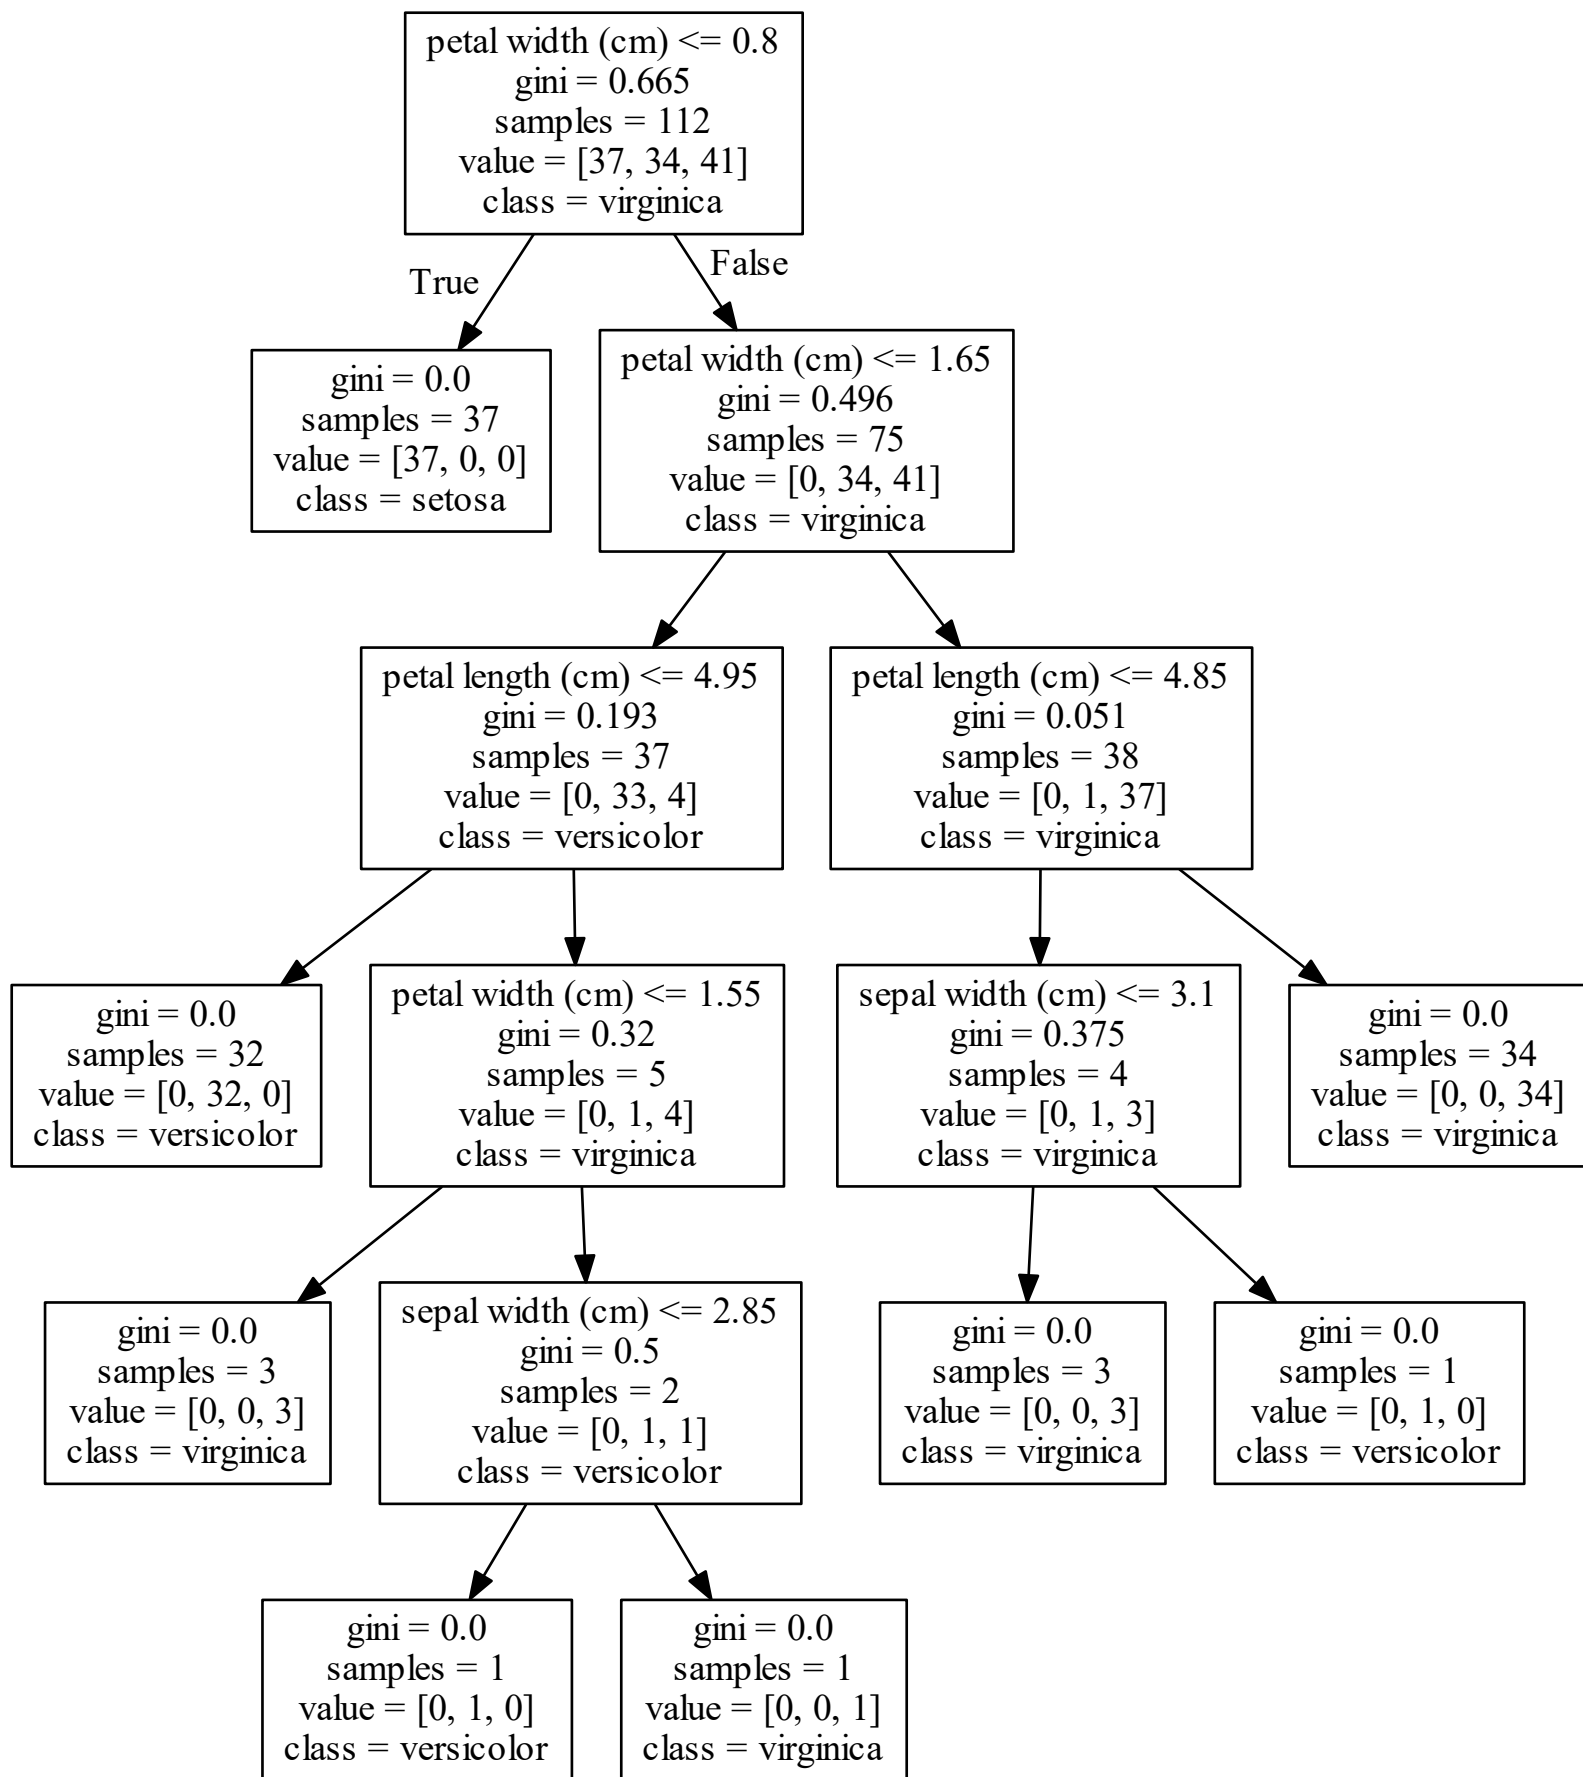 petal width (cm) <= 0.8
gini = 0.665
samples = 112
value = [37, 34, 41]
class = virginica
True
False
gini = 0.0
samples = 37
value = [37, 0, 0]
class = setosa
petal width (cm) <= 1.65
gini = 0.496
samples = 75
value = [0, 34, 41]
class = virginica
petal length (cm) <= 4.95
gini = 0.193
samples = 37
value = [0, 33, 4]
class = versicolor
petal length (cm) <= 4.85
gini = 0.051
samples = 38
value = [0, 1, 37]
class = virginica
gini = 0.0
samples = 32
value = [0, 32, 0]
class = versicolor
petal width (cm) <= 1.55
gini = 0.32
samples = 5
value = [0, 1, 4]
class = virginica
sepal width (cm) <= 3.1
gini = 0.375
samples = 4
value = [0, 1, 3]
class = virginica
gini = 0.0
samples = 34
value = [0, 0, 34]
class = virginica
gini = 0.0
samples = 3
value = [0, 0, 3]
class = virginica
sepal width (cm) <= 2.85
gini = 0.5
samples = 2
value = [0, 1, 1]
class = versicolor
gini = 0.0
samples = 3
value = [0, 0, 3]
class = virginica
gini = 0.0
samples = 1
value = [0, 1, 0]
class = versicolor
gini = 0.0
samples = 1
value = [0, 1, 0]
class = versicolor
gini = 0.0
samples = 1
value = [0, 0, 1]
class = virginica